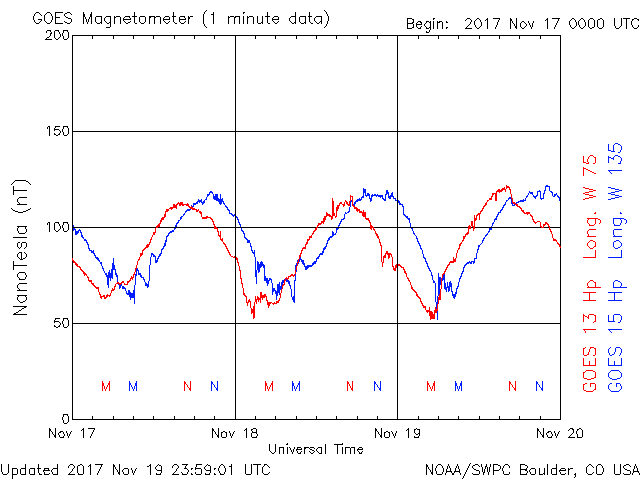 GOES Magnetometer (1 minute data)
Begin: 2017 Nov 17 0000 UTC
200
150
100
50
0
NanoTesla (nT)
M M N N M M N N M M N N
Nov 17 Nov 18 Nov 19 Nov 20
Universal Time
GOES 13 Hp Long. W 75
GOES 15 Hp Long. W 135
Updated 2017 Nov 19 23:59:01 UTC
NOAA/SWPC Boulder, CO USA